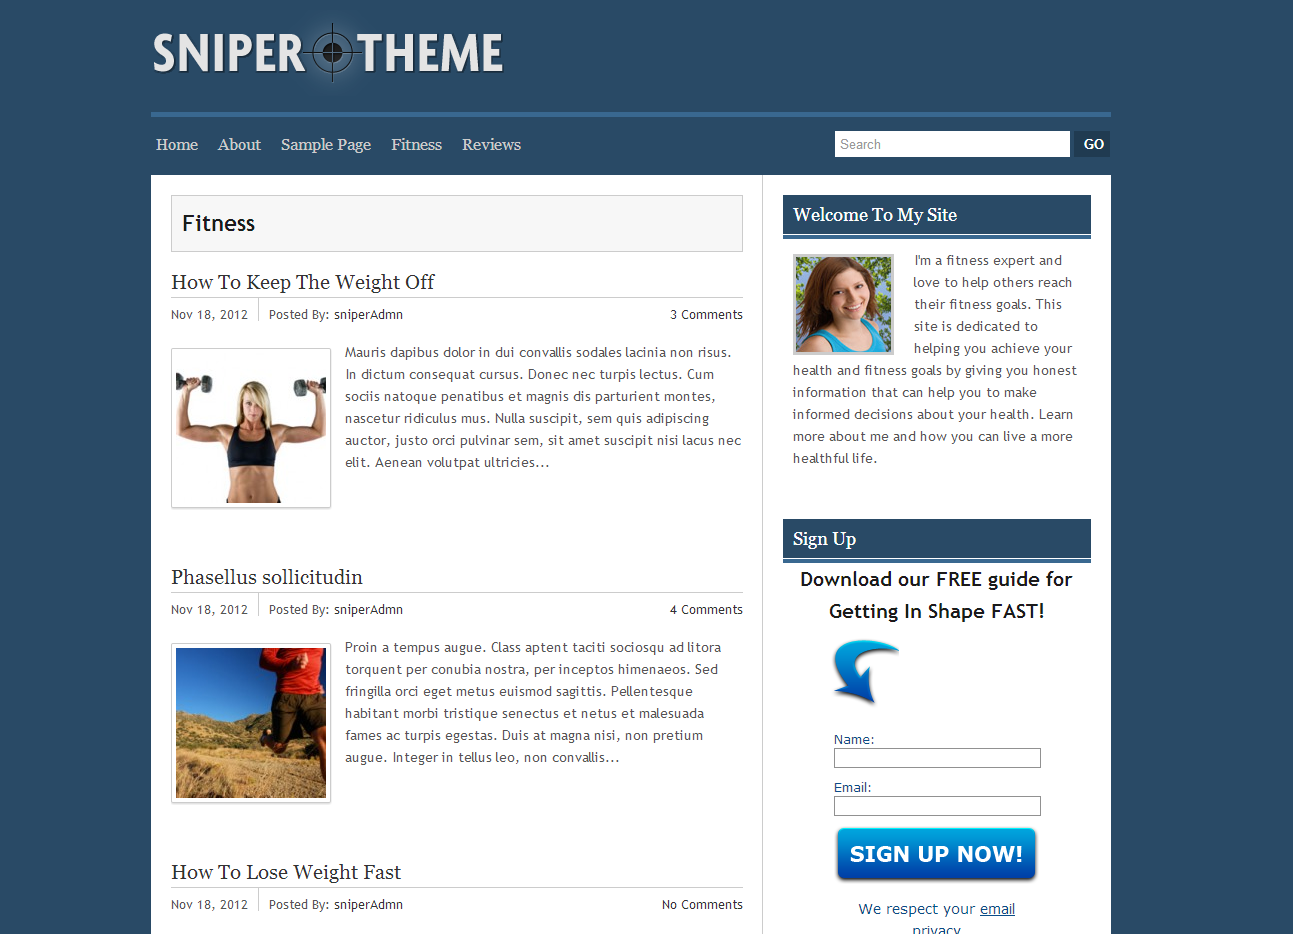 SNIPER THEME
Home About Sample Page Fitness Reviews
Search GO
Fitness
How To Keep The Weight Off
Nov 18, 2012 Posted By: sniperAdmn 3 Comments
Mauris dapibus dolor in dui convallis sodales lacinia non risus.
In dictum consequat cursus. Donec nec turpis lectus. Cum
sociis natoque penatibus et magnis dis parturient montes,
nascetur ridiculus mus. Nulla suscipit, sem quis adipiscing
auctor, justo orci pulvinar sem, sit amet suscipit nisi lacus nec
elit. Aenean volutpat ultricies...
Phasellus sollicitudin
Nov 18, 2012 Posted By: sniperAdmn 4 Comments
Proin a tempus augue. Class aptent taciti sociosqu ad litora
torquent per conubia nostra, per inceptos himenaeos. Sed
fringilla orci eget metus euismod sagittis. Pellentesque
habitant morbi tristique senectus et netus et malesuada
fames ac turpis egestas. Duis at magna nisi, non pretium
augue. Integer in tellus leo, non convallis...
How To Lose Weight Fast
Nov 18, 2012 Posted By: sniperAdmn No Comments
Welcome To My Site
I'm a fitness expert and
love to help others reach
their fitness goals. This
site is dedicated to
helping you achieve your
health and fitness goals by giving you honest
information that can help you to make
informed decisions about your health. Learn
more about me and how you can live a more
healthful life.
Sign Up
Download our FREE guide for
Getting In Shape FAST!
Name:
Email:
SIGN UP NOW!
We respect your email
privacy